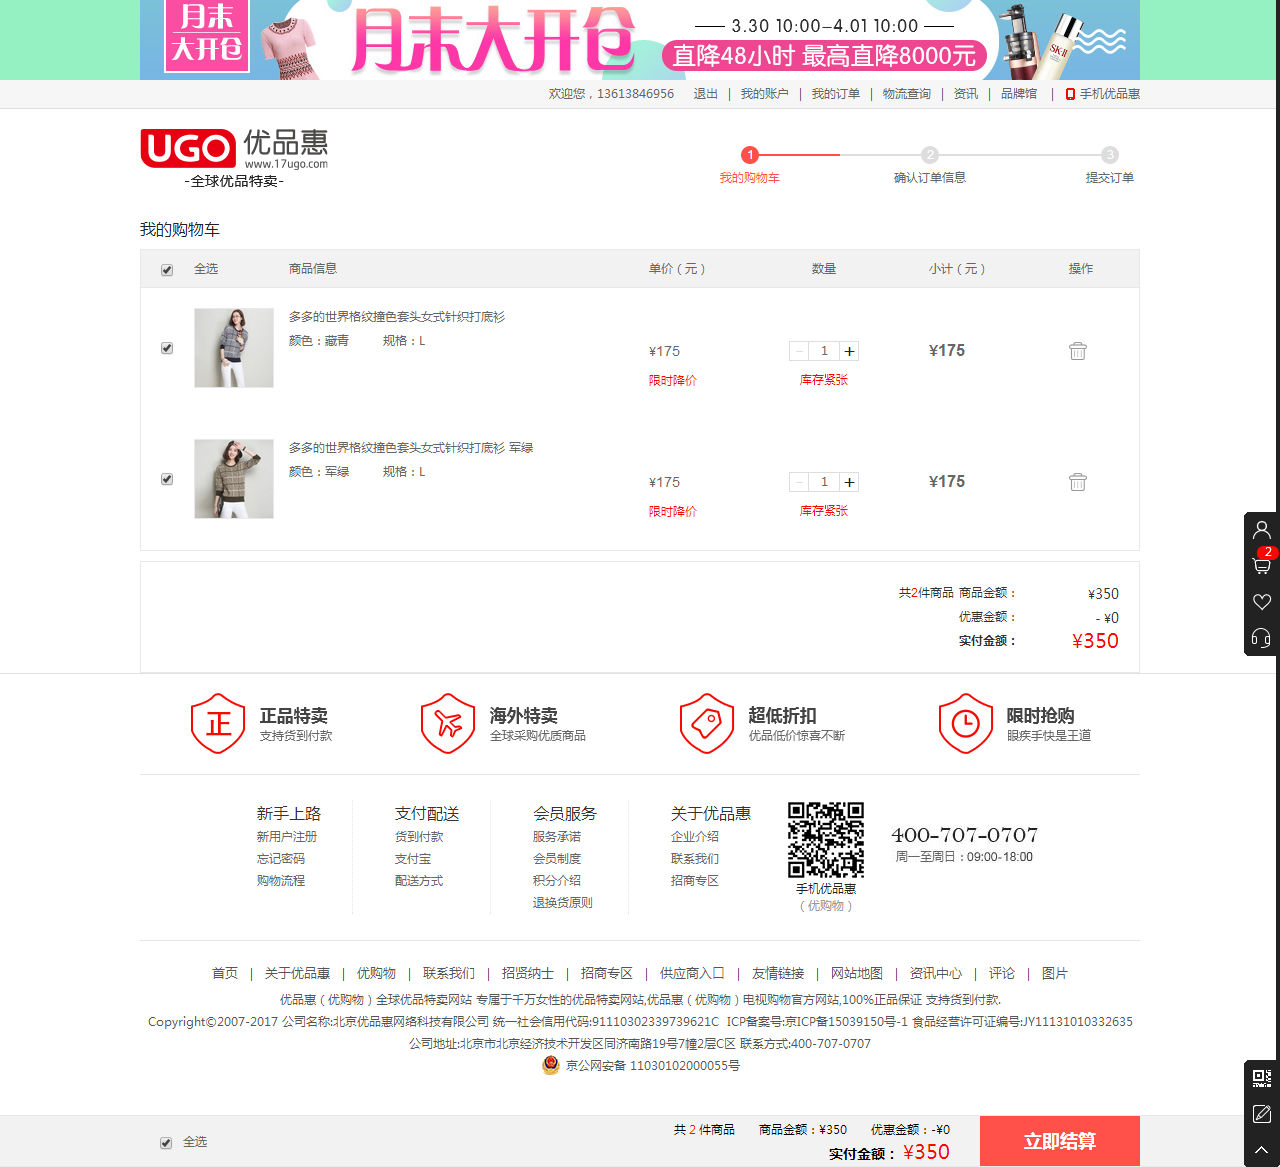 月末
大开仓
月末大开仓
3.30 10:00-4.01 10:00
直降48小时 最高直降8000元
SK-II
欢迎您，13613846956 退出 | 我的账户 | 我的订单 | 物流查询 | 资讯 | 品牌馆 | 手机优品惠
UGO 优品惠
www.17ugo.com
-全球优品特卖-
1 2 3
我的购物车 确认订单信息 提交订单
我的购物车
全选 商品信息 单价（元） 数量 小计（元） 操作
多多的世界格纹撞色套头女式针织打底衫
颜色：藏青 规格：L
¥175 - 1 + ¥175
限时降价 库存紧张
多多的世界格纹撞色套头女式针织打底衫 军绿
颜色：军绿 规格：L
¥175 - 1 + ¥175
限时降价 库存紧张
2
共2件商品 商品金额： ¥350
优惠金额： - ¥0
实付金额： ¥350
正 正品特卖 海外特卖 超低折扣 限时抢购
支持货到付款 全球采购优质商品 优品低价惊喜不断 眼疾手快是王道
新手上路 支付配送 会员服务 关于优品惠
新用户注册 货到付款 服务承诺 企业介绍
忘记密码 支付宝 会员制度 联系我们
购物流程 配送方式 积分介绍 招商专区
退换货原则
手机优品惠
（优购物）
400-707-0707
周一至周日：09:00-18:00
首页 | 关于优品惠 | 优购物 | 联系我们 | 招贤纳士 | 招商专区 | 供应商入口 | 友情链接 | 网站地图 | 资讯中心 | 评论 | 图片
优品惠（优购物）全球优品特卖网站 专属于千万女性的优品特卖网站,优品惠（优购物）电视购物官方网站,100%正品保证 支持货到付款.
Copyright©2007-2017 公司名称:北京优品惠网络科技有限公司 统一社会信用代码:91110302339739621C ICP备案号:京ICP备15039150号-1 食品经营许可证编号:JY11131010332635
公司地址:北京市北京经济技术开发区同济南路19号7幢2层C区 联系方式:400-707-0707
京公网安备 11030102000055号
全选
共 2 件商品 商品金额：¥350 优惠金额：-¥0
实付金额： ¥350
立即结算